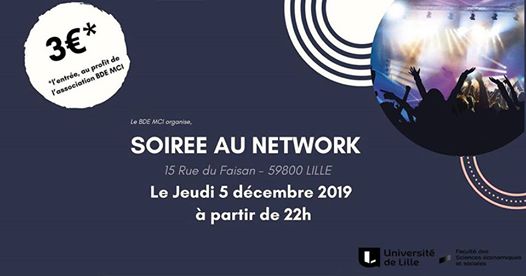 3€*
*l'entrée, au profit de
l'association BDE MCI
Le BDE MCI organise,
SOIREE AU NETWORK
15 Rue du Faisan - 59800 LILLE
Le Jeudi 5 décembre 2019
à partir de 22h
Université
de Lille
Faculté des
Sciences économiques
et sociales